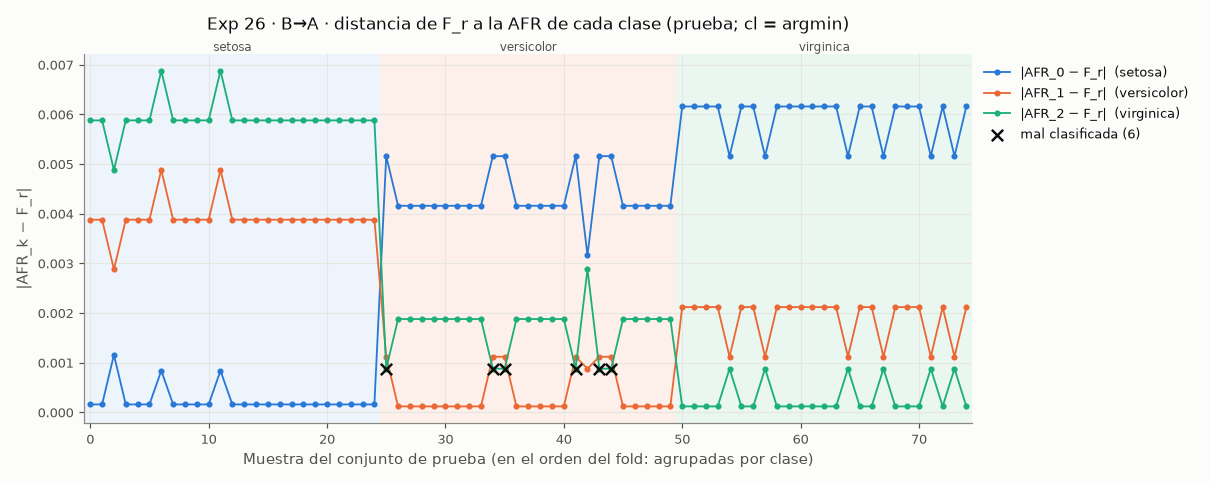 Exp 26 · B→A · distancia de F_r a la AFR de cada clase (prueba; cl = argmin)
setosa
versicolor
virginica
|AFR_k − F_r|
0.007
0.006
0.005
0.004
0.003
0.002
0.001
0.000
0
10
20
30
40
50
60
70
Muestra del conjunto de prueba (en el orden del fold: agrupadas por clase)
|AFR_0 − F_r| (setosa)
|AFR_1 − F_r| (versicolor)
|AFR_2 − F_r| (virginica)
mal clasificada (6)